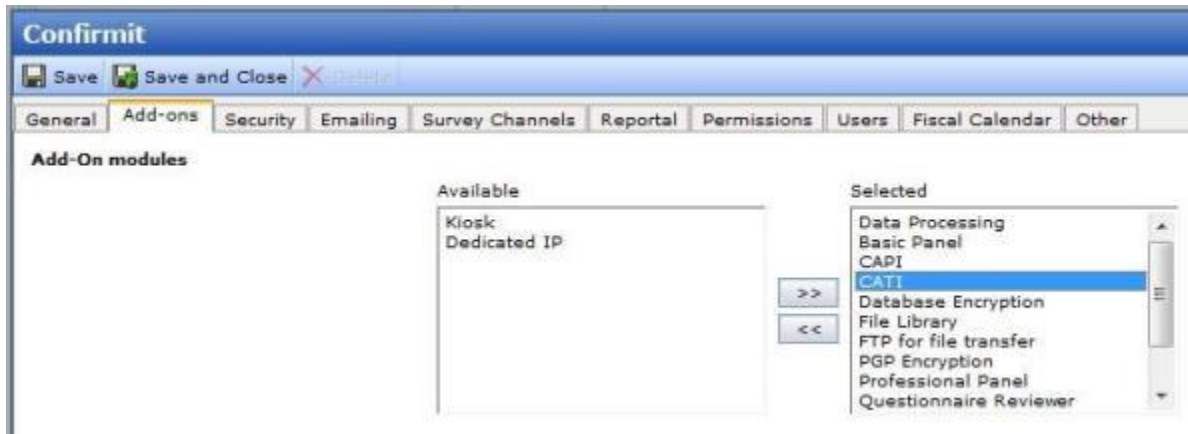 Confirmit
Save Save and Close Delete
General Add-ons Security Emailing Survey Channels Reportal Permissions Users Fiscal Calendar Other
Add-On modules
Available
Kiosk
Dedicated IP
>>
<<
Selected
Data Processing
Basic Panel
CAPI
CATI
Database Encryption
File Library
FTP for file transfer
PGP Encryption
Professional Panel
Questionnaire Reviewer